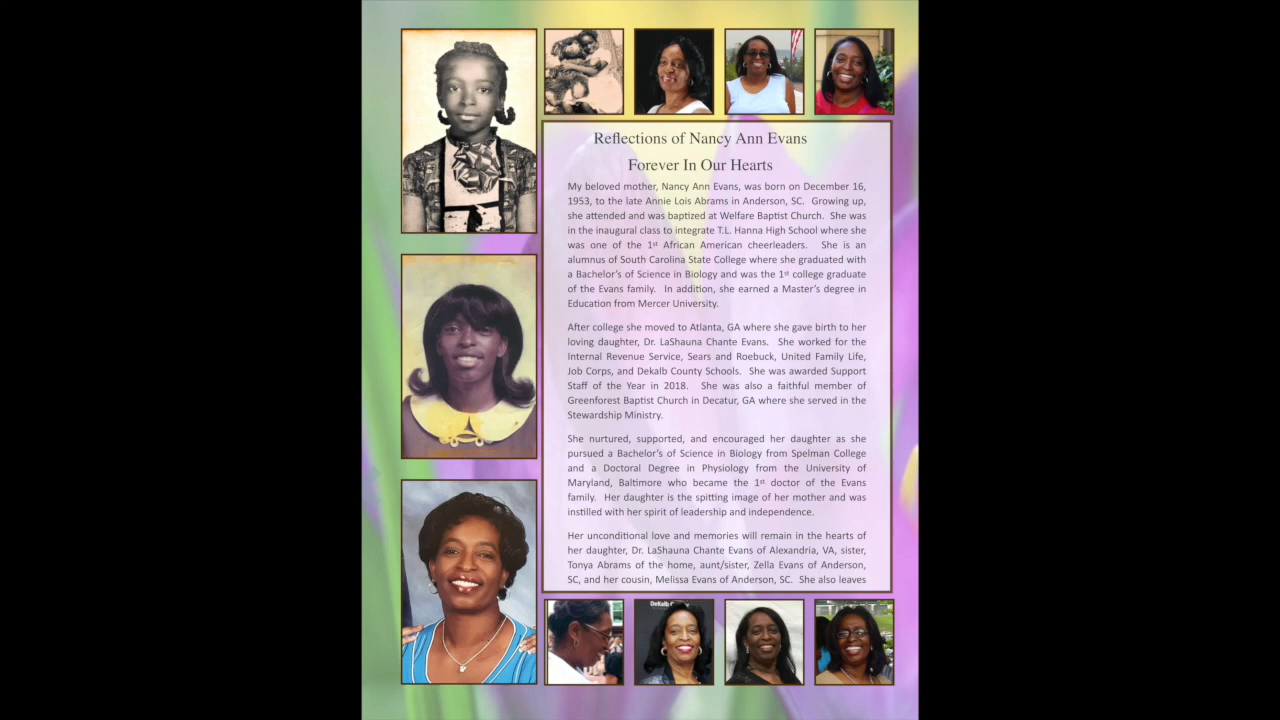 Reflections of Nancy Ann Evans
Forever In Our Hearts
My beloved mother, Nancy Ann Evans, was born on December 16,
1953, to the late Annie Lois Abrams in Anderson, SC. Growing up,
she attended and was baptized at Welfare Baptist Church. She was
in the inaugural class to integrate T.L. Hanna High School where she
was one of the 1st African American cheerleaders. She is an
alumnus of South Carolina State College where she graduated with
a Bachelor's of Science in Biology and was the 1st college graduate
of the Evans family. In addition, she earned a Master's degree in
Education from Mercer University.
After college she moved to Atlanta, GA where she gave birth to her
loving daughter, Dr. LaShauna Chante Evans. She worked for the
Internal Revenue Service, Sears and Roebuck, United Family Life,
Job Corps, and Dekalb County Schools. She was awarded Support
Staff of the Year in 2018. She was also a faithful member of
Greenforest Baptist Church in Decatur, GA where she served in the
Stewardship Ministry.
She nurtured, supported, and encouraged her daughter as she
pursued a Bachelor's of Science in Biology from Spelman College
and a Doctoral Degree in Physiology from the University of
Maryland, Baltimore who became the 1st doctor of the Evans
family. Her daughter is the spitting image of her mother and was
instilled with her spirit of leadership and independence.
Her unconditional love and memories will remain in the hearts of
her daughter, Dr. LaShauna Chante Evans of Alexandria, VA, sister,
Tonya Abrams of the home, aunt/sister, Zella Evans of Anderson,
SC, and her cousin, Melissa Evans of Anderson, SC. She also leaves
DeKalb